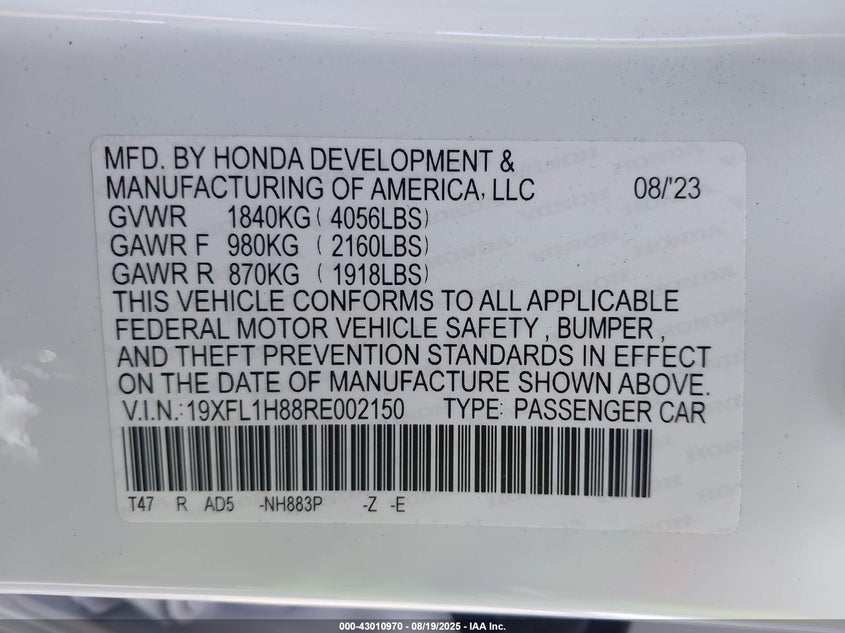 MFD. BY HONDA DEVELOPMENT &
MANUFACTURING OF AMERICA, LLC 08/'23
GVWR 1840KG ( 4056LBS)
GAWR F 980KG ( 2160LBS)
GAWR R 870KG ( 1918LBS)
THIS VEHICLE CONFORMS TO ALL APPLICABLE
FEDERAL MOTOR VEHICLE SAFETY , BUMPER ,
AND THEFT PREVENTION STANDARDS IN EFFECT
ON THE DATE OF MANUFACTURE SHOWN ABOVE.
V.I.N.: 19XFL1H88RE002150 TYPE: PASSENGER CAR
T47 R AD5 -NH883P -Z -E
000-43010970 - 08/19/2025 - IAA Inc.